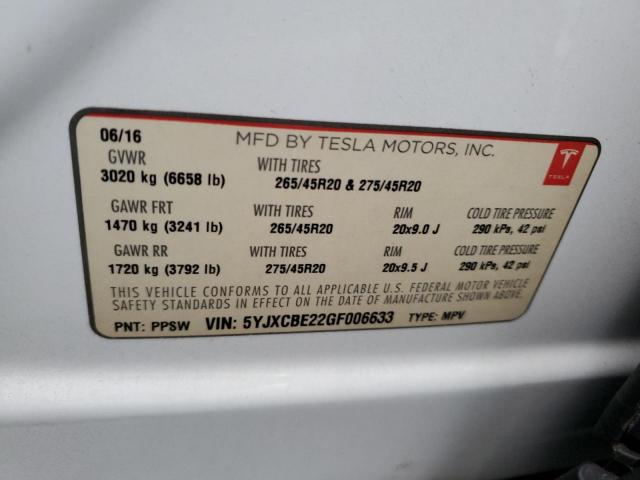 06/16 MFD BY TESLA MOTORS, INC.
GVWR WITH TIRES
3020 kg (6658 lb) 265/45R20 & 275/45R20
TESLA
GAWR FRT WITH TIRES RIM COLD TIRE PRESSURE
1470 kg (3241 lb) 265/45R20 20x9.0 J 290 kPa, 42 psi
GAWR RR WITH TIRES RIM COLD TIRE PRESSURE
1720 kg (3792 lb) 275/45R20 20x9.5 J 290 kPa, 42 psi
THIS VEHICLE CONFORMS TO ALL APPLICABLE U.S. FEDERAL MOTOR VEHICLE
SAFETY STANDARDS IN EFFECT ON THE DATE OF MANUFACTURE SHOWN ABOVE.
PNT: PPSW VIN: 5YJXCBE22GF006633 TYPE: MPV